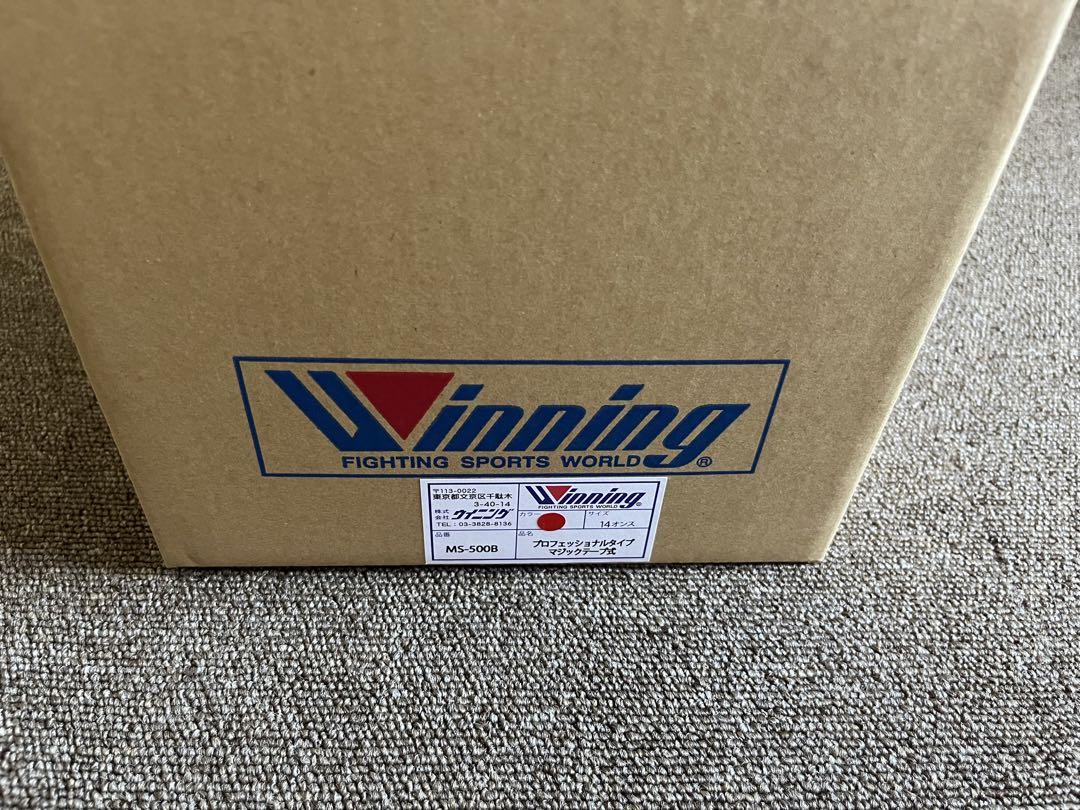 Winning
FIGHTING SPORTS WORLD®
〒113-0022
東京都文京区千駄木
3-40-14
株式会社 ウイニング
TEL : 03-3828-8136
Winning
FIGHTING SPORTS WORLD®
カラー
サイズ
14オンス
品番
MS-500B
品名
プロフェッショナルタイプ
マジックテープ式